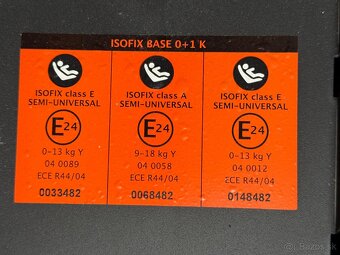 ISOFIX BASE 0+1 K
ISOFIX class E
SEMI-UNIVERSAL
E24
0-13 kg Y
04 0089
ECE R44/04
0033482
ISOFIX class A
SEMI-UNIVERSAL
E24
9-18 kg Y
04 0058
ECE R44/04
0068482
ISOFIX class E
SEMI-UNIVERSAL
E24
0-13 kg Y
04 0012
ECE R44/04
0148482
bazos.sk